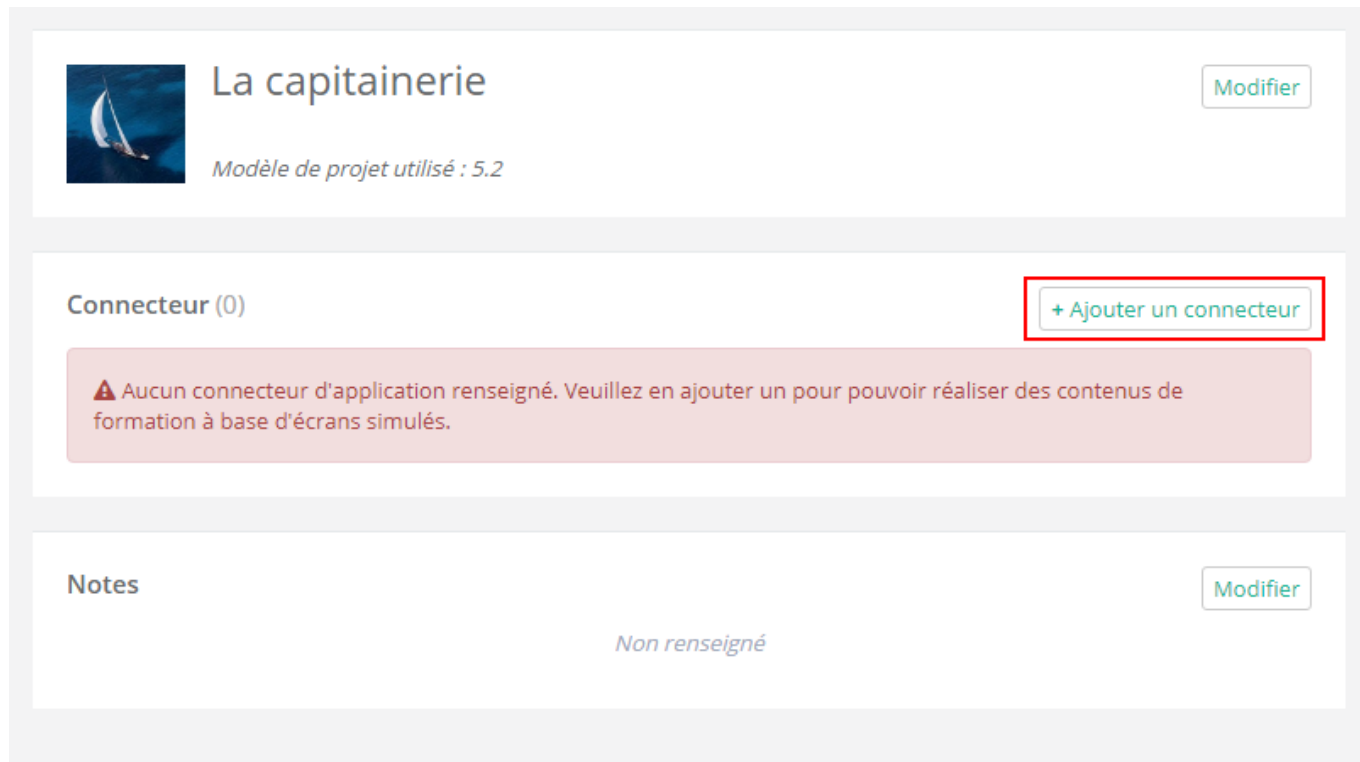 La capitainerie
Modifier
Modèle de projet utilisé : 5.2
Connecteur (0)
+ Ajouter un connecteur
Aucun connecteur d'application renseigné. Veuillez en ajouter un pour pouvoir réaliser des contenus de
formation à base d'écrans simulés.
Notes
Modifier
Non renseigné